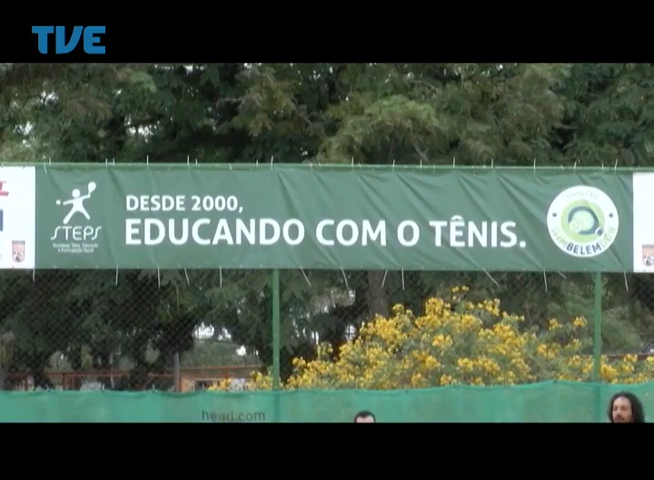 TVE
DESDE 2000,
EDUCANDO COM O TÊNIS.
STEPS
BELEM
head.com